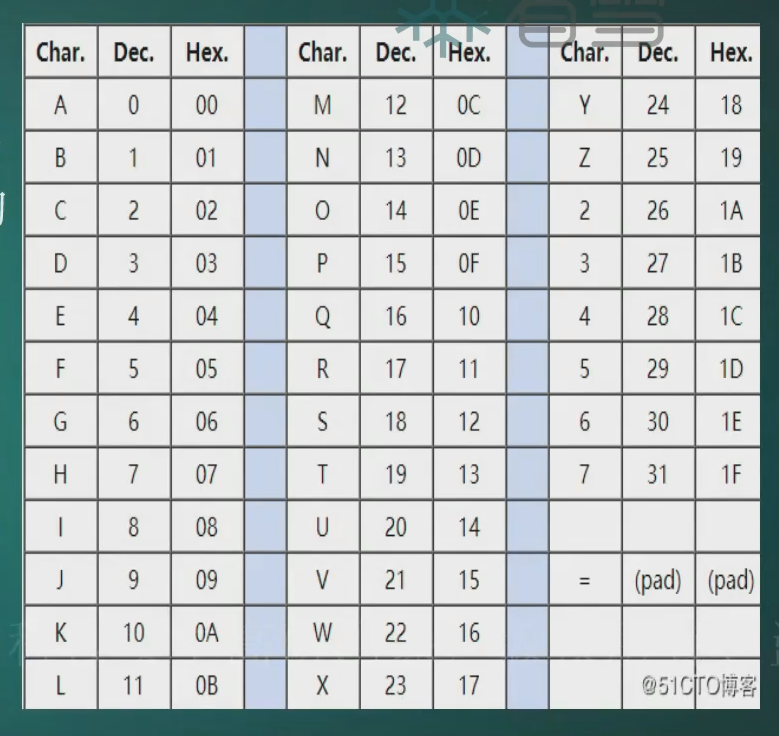 Char. Dec. Hex. Char. Dec. Hex. Char. Dec. Hex.
A 0 00 M 12 0C Y 24 18
B 1 01 N 13 0D Z 25 19
C 2 02 O 14 0E 2 26 1A
D 3 03 P 15 0F 3 27 1B
E 4 04 Q 16 10 4 28 1C
F 5 05 R 17 11 5 29 1D
G 6 06 S 18 12 6 30 1E
H 7 07 T 19 13 7 31 1F
I 8 08 U 20 14
J 9 09 V 21 15 = (pad) (pad)
K 10 0A W 22 16
L 11 0B X 23 17
@51CTO博客